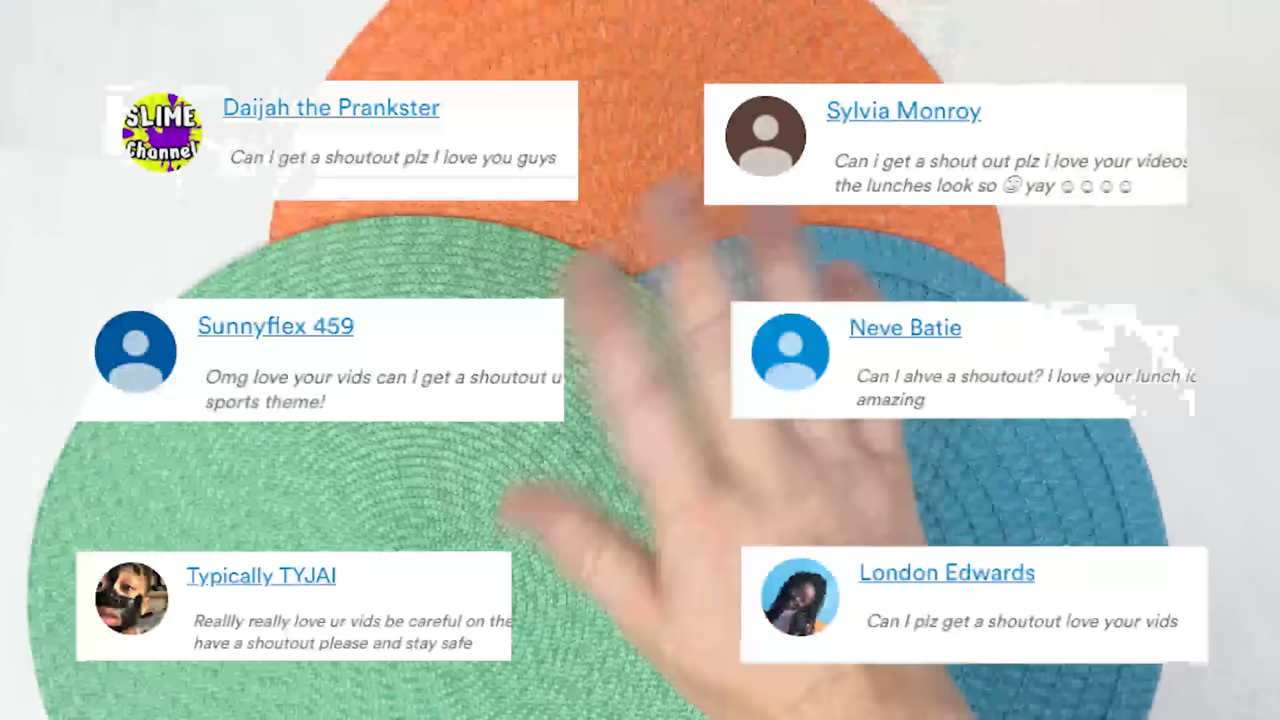 SLIME
Channel
Daijah the Prankster
Can I get a shoutout plz I love you guys
Sylvia Monroy
Can i get a shout out plz i love your videos
the lunches look so 😋 yay ☺ ☺ ☺ ☺
Sunnyflex 459
Omg love your vids can I get a shoutout u
sports theme!
Neve Batie
Can I ahve a shoutout? I love your lunch
amazing
Typically TYJAI
Reallly really love ur vids be careful on the
have a shoutout please and stay safe
London Edwards
Can I plz get a shoutout love your vids